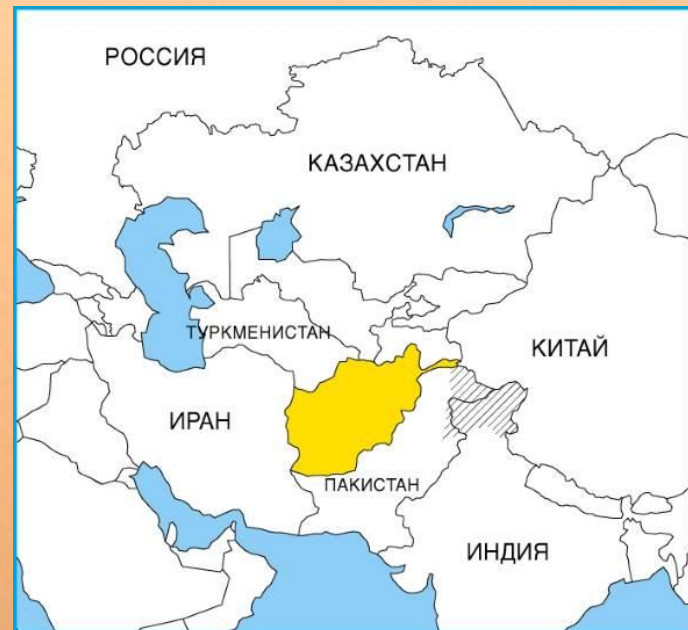 РОССИЯ
КАЗАХСТАН
ТУРКМЕНИСТАН
КИТАЙ
ИРАН
ПАКИСТАН
ИНДИЯ